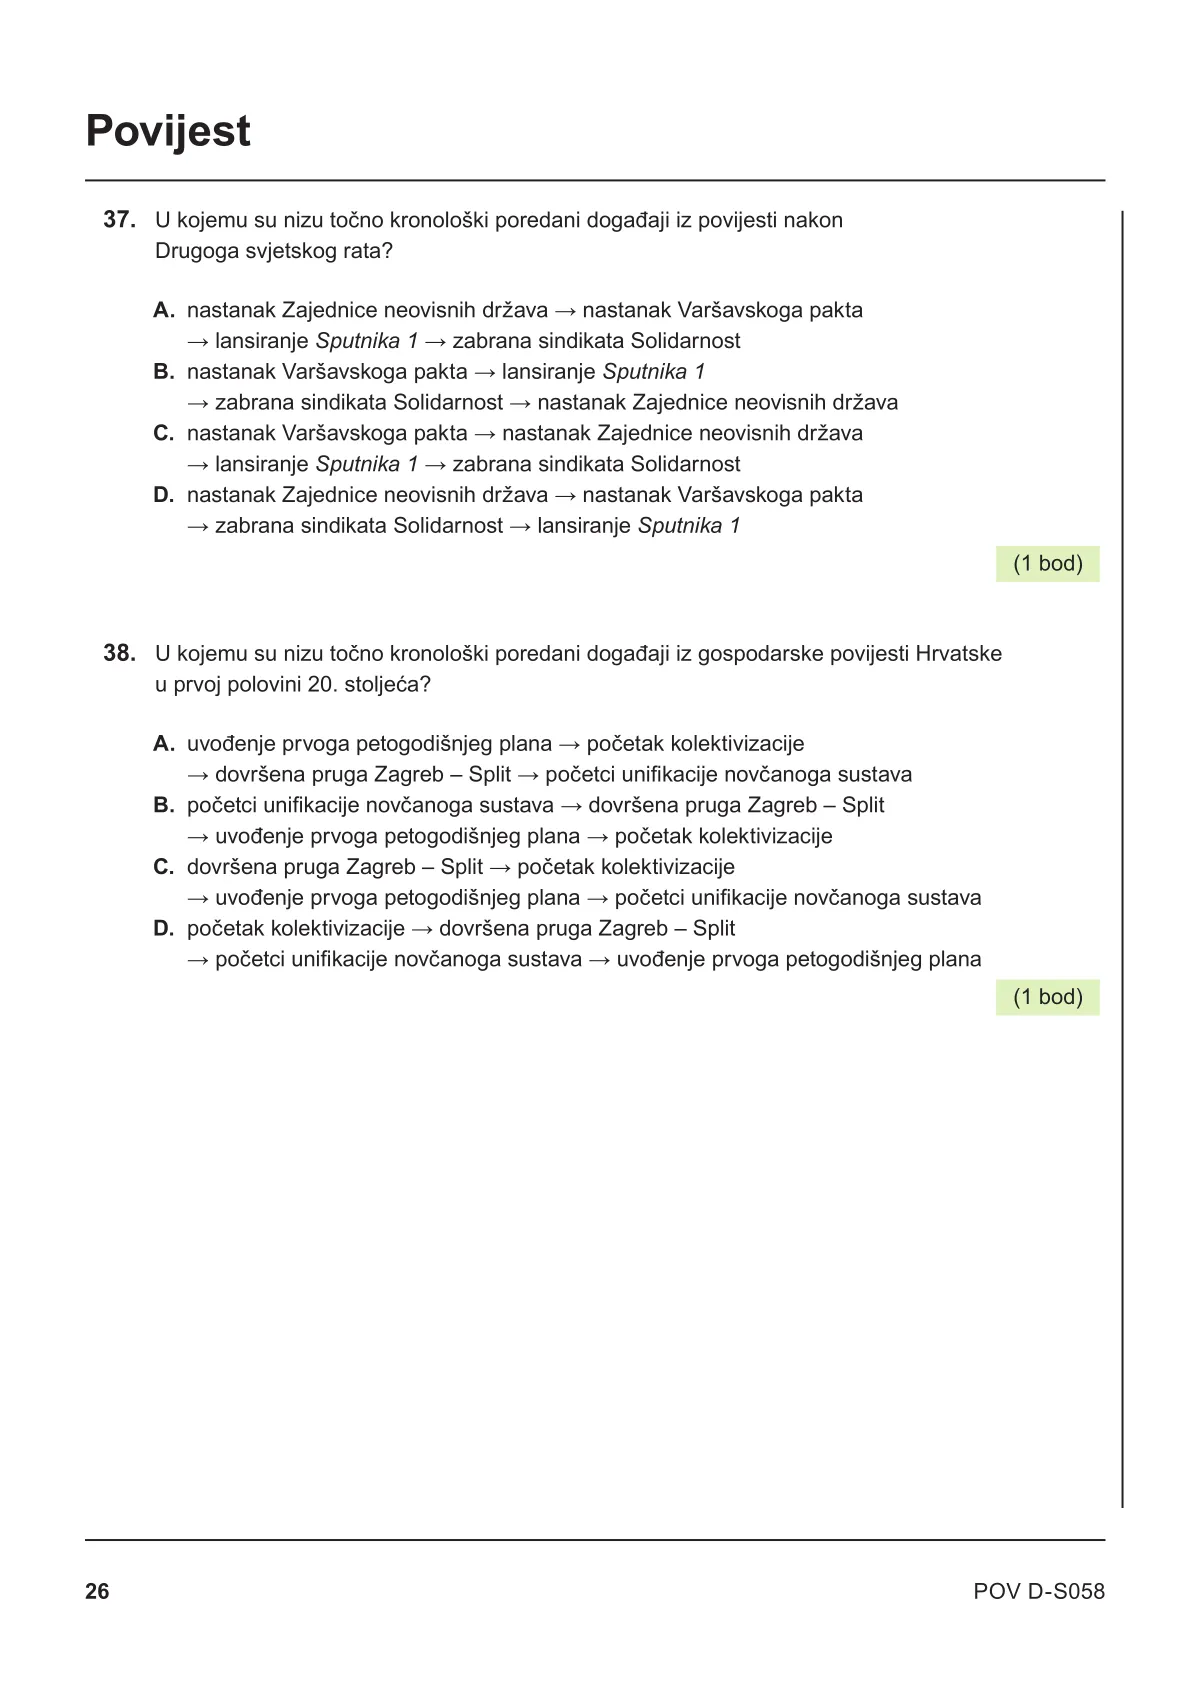 Povijest
37. U kojemu su nizu točno kronološki poredani događaji iz povijesti nakon
Drugoga svjetskog rata?
A. nastanak Zajednice neovisnih država → nastanak Varšavskoga pakta
→ lansiranje Sputnika 1 → zabrana sindikata Solidarnost
B. nastanak Varšavskoga pakta → lansiranje Sputnika 1
→ zabrana sindikata Solidarnost → nastanak Zajednice neovisnih država
C. nastanak Varšavskoga pakta → nastanak Zajednice neovisnih država
→ lansiranje Sputnika 1 → zabrana sindikata Solidarnost
D. nastanak Zajednice neovisnih država → nastanak Varšavskoga pakta
→ zabrana sindikata Solidarnost → lansiranje Sputnika 1
(1 bod)
38. U kojemu su nizu točno kronološki poredani događaji iz gospodarske povijesti Hrvatske
u prvoj polovini 20. stoljeća?
A. uvođenje prvoga petogodišnjeg plana → početak kolektivizacije
→ dovršena pruga Zagreb – Split → početci unifikacije novčanoga sustava
B. početci unifikacije novčanoga sustava → dovršena pruga Zagreb – Split
→ uvođenje prvoga petogodišnjeg plana → početak kolektivizacije
C. dovršena pruga Zagreb – Split → početak kolektivizacije
→ uvođenje prvoga petogodišnjeg plana → početci unifikacije novčanoga sustava
D. početak kolektivizacije → dovršena pruga Zagreb – Split
→ početci unifikacije novčanoga sustava → uvođenje prvoga petogodišnjeg plana
(1 bod)
26
POV D-S058